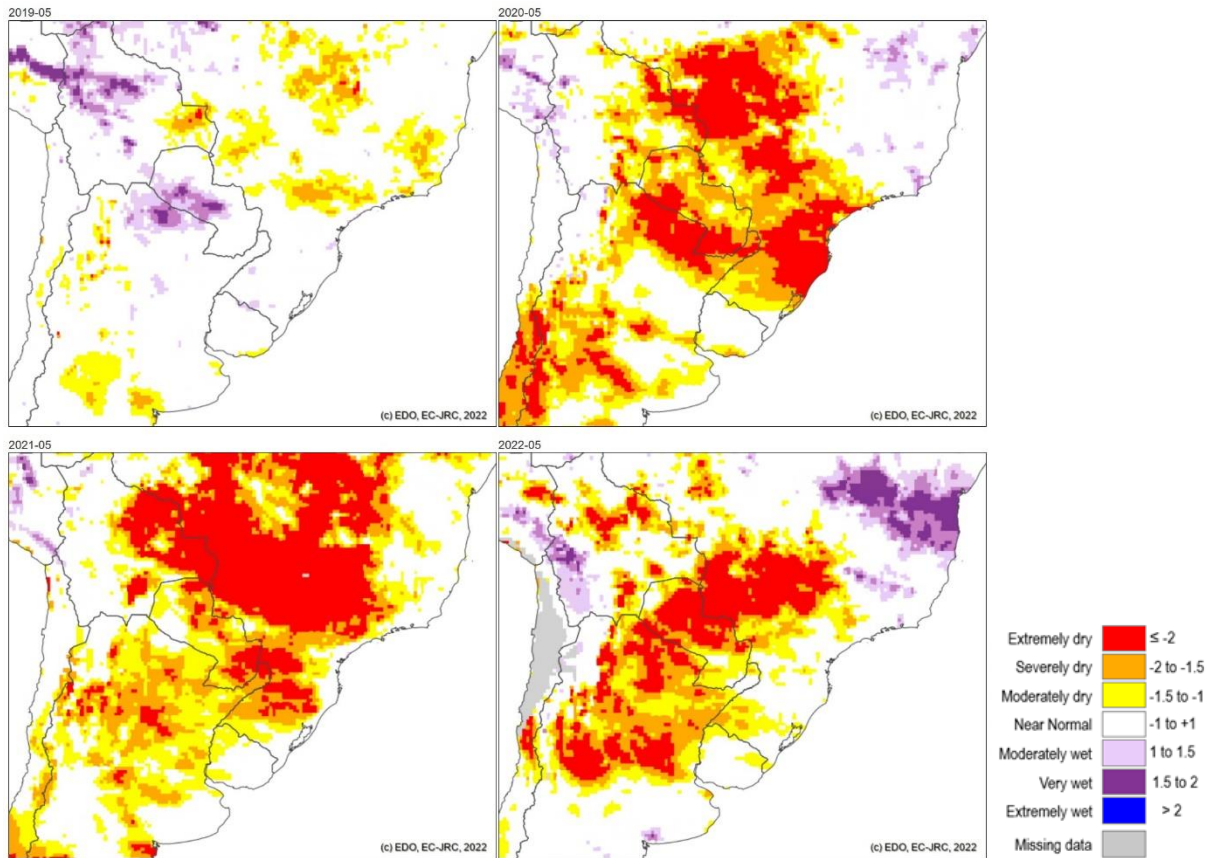 2019-05
2020-05
(c) EDO, EC-JRC, 2022
(c) EDO, EC-JRC, 2022
2021-05
2022-05
(c) EDO, EC-JRC, 2022
(c) EDO, EC-JRC, 2022
Extremely dry ≤ -2
Severely dry -2 to -1.5
Moderately dry -1.5 to -1
Near Normal -1 to +1
Moderately wet 1 to 1.5
Very wet 1.5 to 2
Extremely wet > 2
Missing data